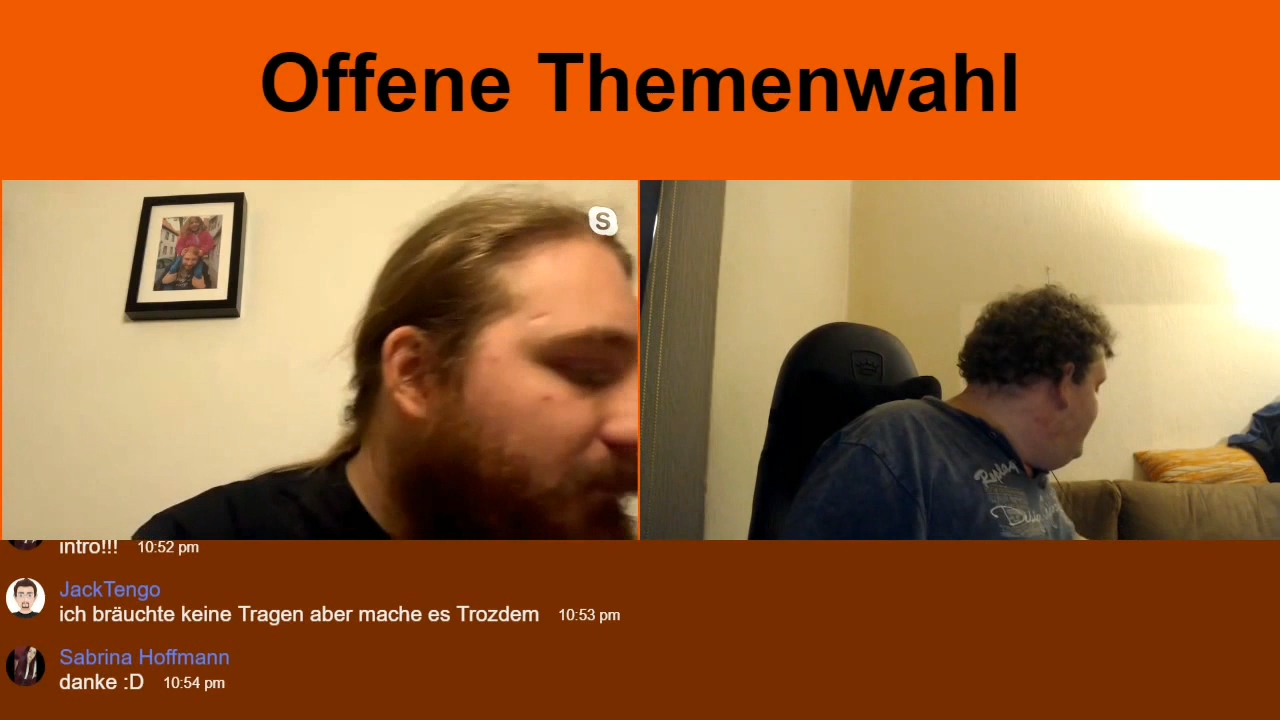 Offene Themenwahl
S
intro!!! 10:52 pm
JackTengo
ich bräuchte keine Tragen aber mache es Trozdem 10:53 pm
Sabrina Hoffmann
danke :D 10:54 pm